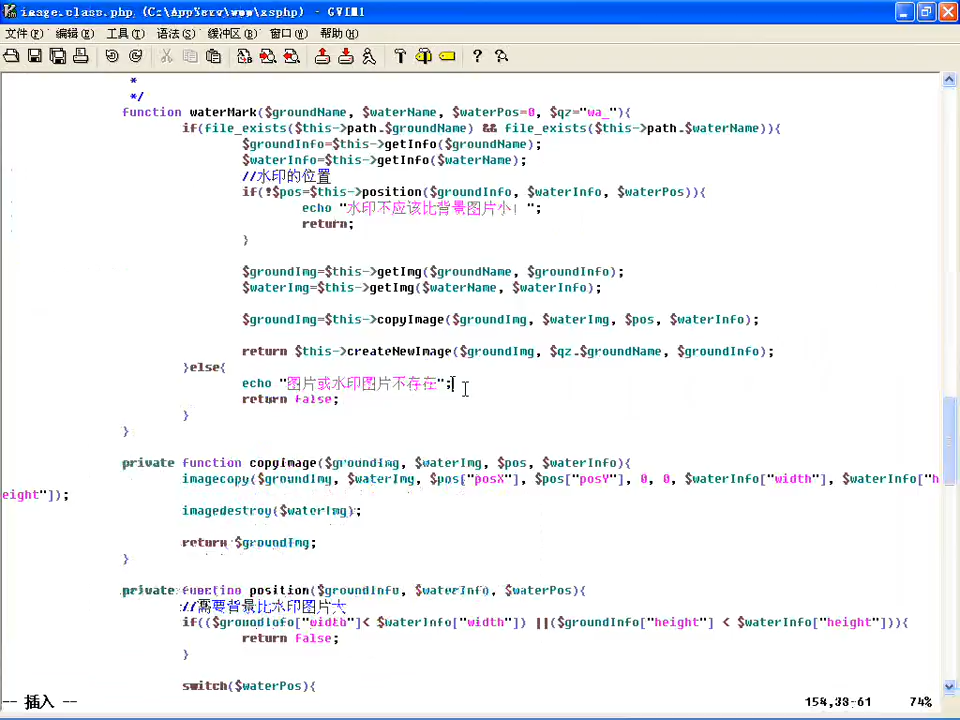 image.class.php (C:\AppServ\www\xsphp) - GVIM1
文件(F) 编辑(E) 工具(T) 语法(S) 缓冲区(B) 窗口(W) 帮助(H)
*
*/
function waterMark($groundName, $waterName, $waterPos=0, $qz="wa_"){
if(file_exists($this->path.$groundName) && file_exists($this->path.$waterName)){
$groundInfo=$this->getInfo($groundName);
$waterInfo=$this->getInfo($waterName);
//水印的位置
if(!$pos=$this->position($groundInfo, $waterInfo, $waterPos)){
echo "水印不应该比背景图片小！";
return;
}
$groundImg=$this->getImg($groundName, $groundInfo);
$waterImg=$this->getImg($waterName, $waterInfo);
$groundImg=$this->copyImage($groundImg, $waterImg, $pos, $waterInfo);
return $this->createNewImage($groundImg, $qz.$groundName, $groundInfo);
}else{
echo "图片或水印图片不存在";
return false;
}
}
private function copyImage($groundImg, $waterImg, $pos, $waterInfo){
imagecopy($groundImg, $waterImg, $pos["posX"], $pos["posY"], 0, 0, $waterInfo["width"], $waterInfo["h
eight"]);
imagedestroy($waterImg);
return $groundImg;
}
private function position($groundInfo, $waterInfo, $waterPos){
//需要背景比水印图片大
if(($groundInfo["width"]< $waterInfo["width"]) ||($groundInfo["height"] < $waterInfo["height"])){
return false;
}
switch($waterPos){
-- 插入 --
154,38-61
74%